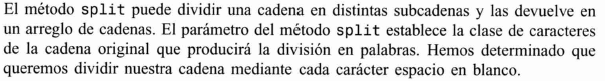 El método split puede dividir una cadena en distintas subcadenas y las devuelve en
un arreglo de cadenas. El parámetro del método split establece la clase de caracteres
de la cadena original que producirá la división en palabras. Hemos determinado que
queremos dividir nuestra cadena mediante cada carácter espacio en blanco.